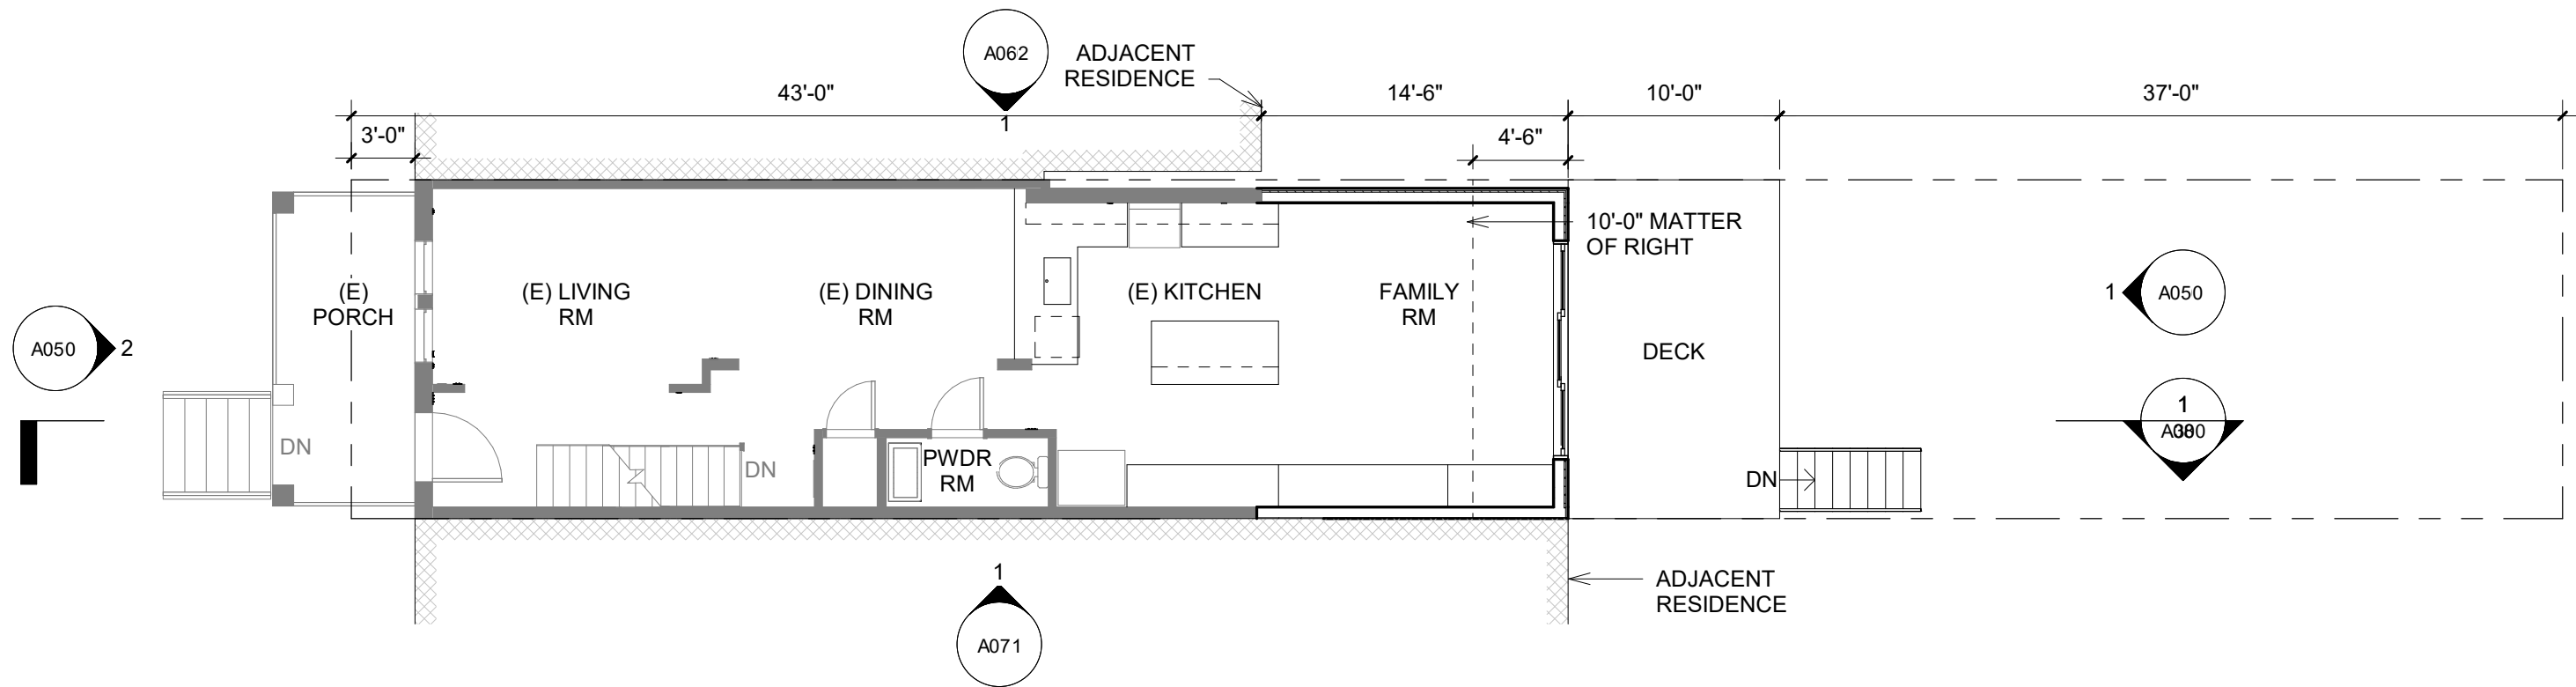 A062
ADJACENT
RESIDENCE
43'-0"
14'-6"
10'-0"
37'-0"
1
3'-0"
4'-6"
10'-0" MATTER
OF RIGHT
(E)
PORCH
(E) LIVING
RM
(E) DINING
RM
(E) KITCHEN
FAMILY
RM
1
A050
A050
2
DECK
1
DN
DN
PWDR
RM
DN
1
ADJACENT
RESIDENCE
A071